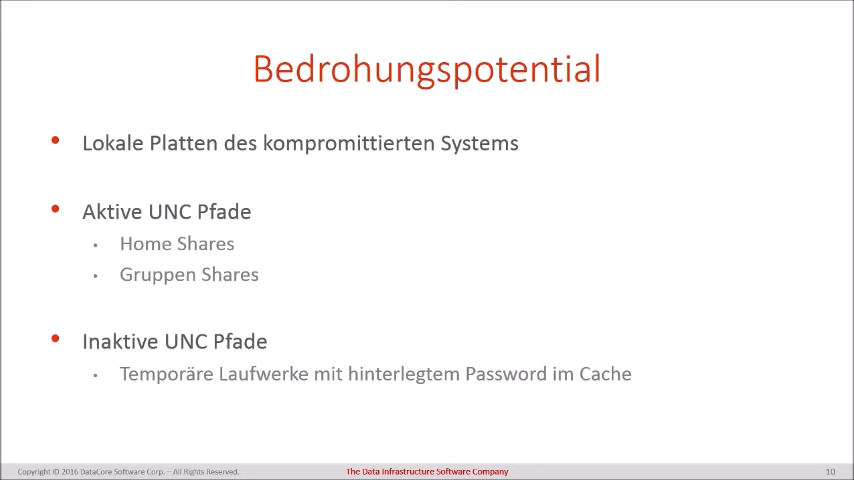 Bedrohungspotential
• Lokale Platten des kompromittierten Systems
• Aktive UNC Pfade
• Home Shares
• Gruppen Shares
• Inaktive UNC Pfade
• Temporäre Laufwerke mit hinterlegtem Password im Cache
Copyright © 2016 DataCore Software Corp. – All Rights Reserved. The Data Infrastructure Software Company 10